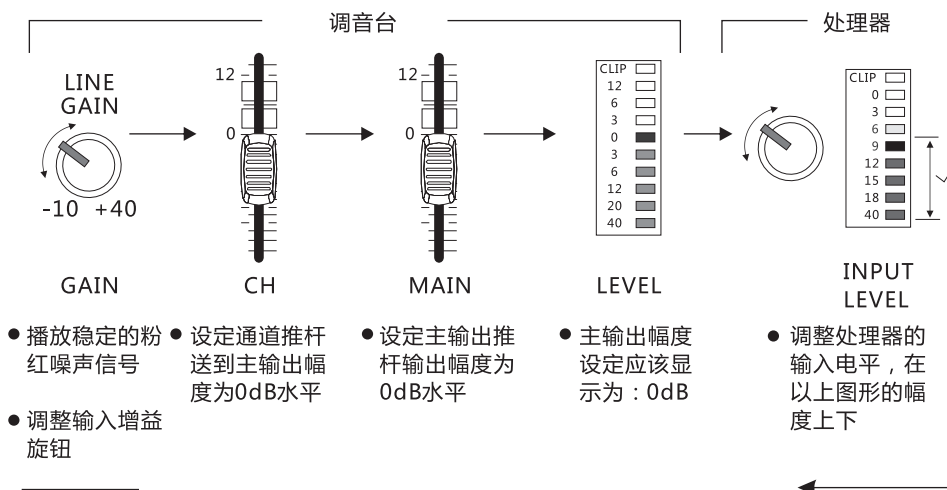 调音台
处理器
LINE
GAIN
-10 +40
12
0
12
0
CLIP
12
6
3
0
3
6
12
20
40
CLIP
0
3
6
9
12
15
18
40
GAIN
CH
MAIN
LEVEL
INPUT
LEVEL
● 播放稳定的粉
红噪声信号
● 调整输入增益
旋钮
● 设定通道推杆
送到主输出幅
度为0dB水平
● 设定主输出推
杆输出幅度为
0dB水平
● 主输出幅度
设定应该显
示为：0dB
● 调整处理器的
输入电平，在
以上图形的幅
度上下